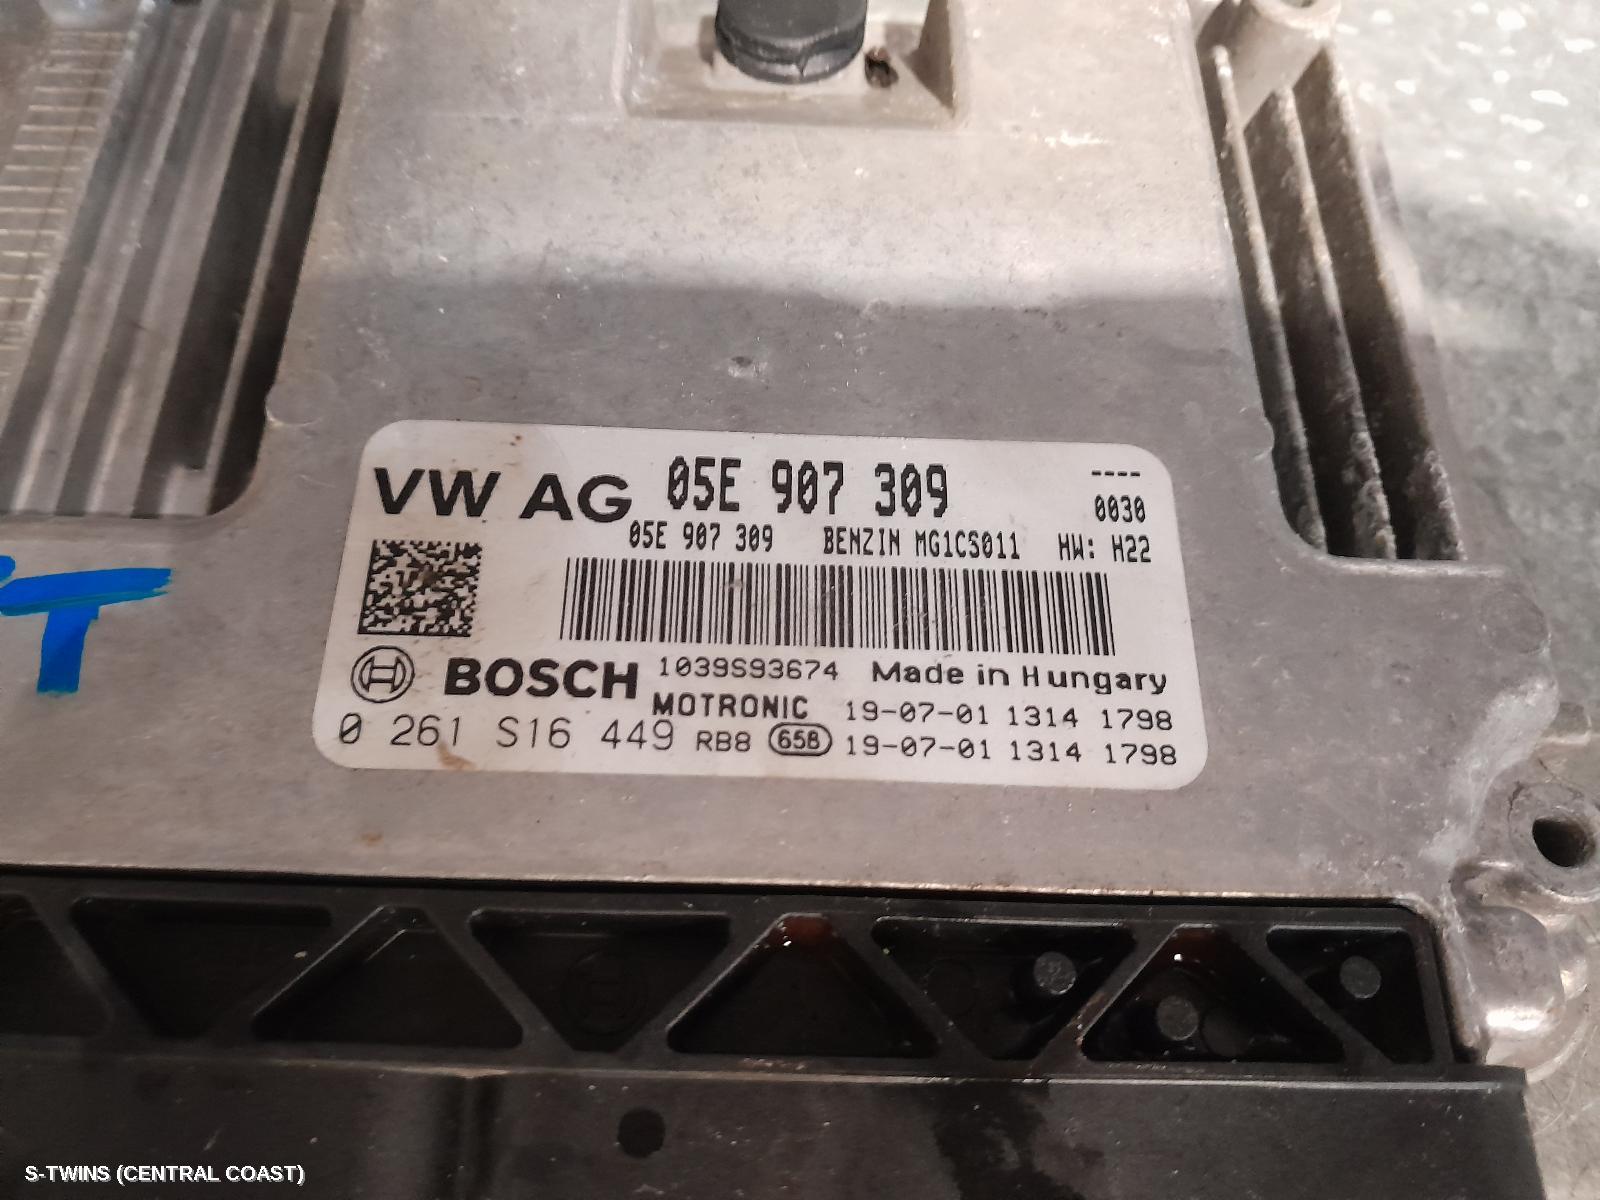 VW AG 05E 907 309 ----
0030
05E 907 309 BENZIN MG1CS011 HW: H22
BOSCH 1039S93674 Made in Hungary
MOTRONIC 19-07-01 1314 1798
0 261 S16 449 RB8 658 19-07-01 1314 1798
T
S-TWINS (CENTRAL COAST)